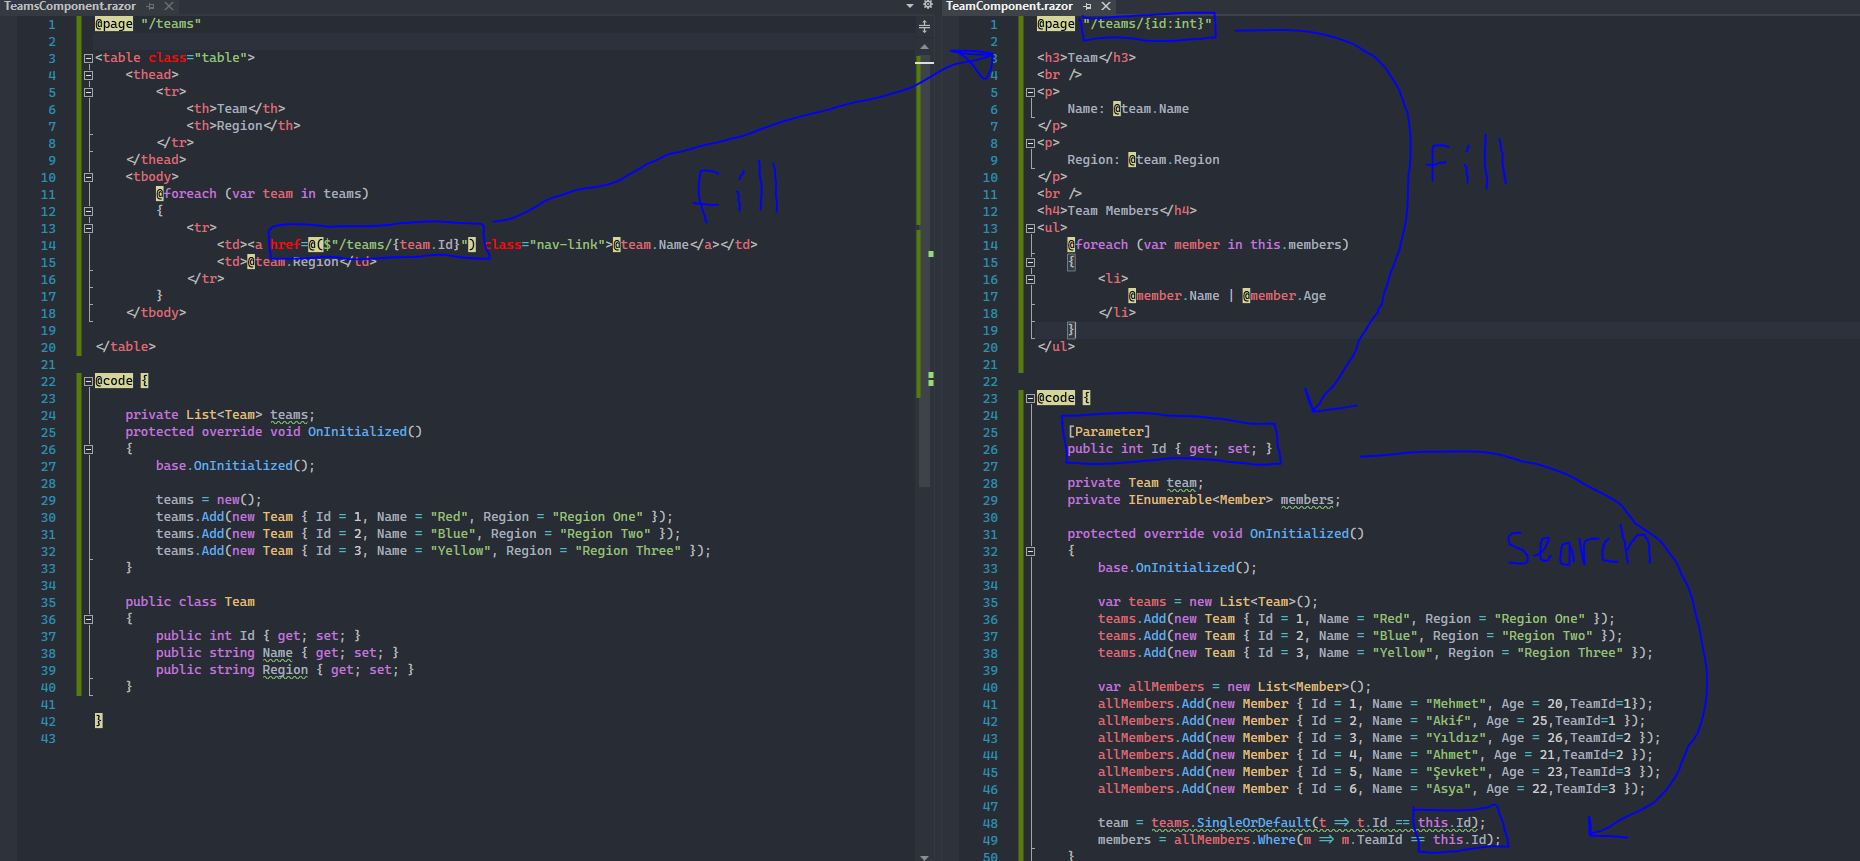 TeamsComponent.razor
1 @page "/teams"
2
3 <table class="table">
4 <thead>
5 <tr>
6 <th>Team</th>
7 <th>Region</th>
8 </tr>
9 </thead>
10 <tbody>
11 @foreach (var team in teams)
12 {
13 <tr>
14 <td><a href=@($"/teams/{team.Id}") class="nav-link">@team.Name</a></td>
15 <td>@team.Region</td>
16 </tr>
17 }
18 </tbody>
19
20 </table>
21
22 @code {
23
24 private List<Team> teams;
25 protected override void OnInitialized()
26 {
27 base.OnInitialized();
28
29 teams = new();
30 teams.Add(new Team { Id = 1, Name = "Red", Region = "Region One" });
31 teams.Add(new Team { Id = 2, Name = "Blue", Region = "Region Two" });
32 teams.Add(new Team { Id = 3, Name = "Yellow", Region = "Region Three" });
33 }
34
35 public class Team
36 {
37 public int Id { get; set; }
38 public string Name { get; set; }
39 public string Region { get; set; }
40 }
41
42 }
43
fill
TeamComponent.razor
1 @page "/teams/{id:int}"
2
3 <h3>Team</h3>
4 <br />
5 <p>
6 Name: @team.Name
7 </p>
8 <p>
9 Region: @team.Region
10 </p>
11 <br />
12 <h4>Team Members</h4>
13 <ul>
14 @foreach (var member in this.members)
15 {
16 <li>
17 @member.Name | @member.Age
18 </li>
19 }
20 </ul>
21
22
23 @code {
24
25 [Parameter]
26 public int Id { get; set; }
27
28 private Team team;
29 private IEnumerable<Member> members;
30
31 protected override void OnInitialized()
32 {
33 base.OnInitialized();
34
35 var teams = new List<Team>();
36 teams.Add(new Team { Id = 1, Name = "Red", Region = "Region One" });
37 teams.Add(new Team { Id = 2, Name = "Blue", Region = "Region Two" });
38 teams.Add(new Team { Id = 3, Name = "Yellow", Region = "Region Three" });
39
40 var allMembers = new List<Member>();
41 allMembers.Add(new Member { Id = 1, Name = "Mehmet", Age = 20,TeamId=1});
42 allMembers.Add(new Member { Id = 2, Name = "Akif", Age = 25,TeamId=1 });
43 allMembers.Add(new Member { Id = 3, Name = "Yıldız", Age = 26,TeamId=2 });
44 allMembers.Add(new Member { Id = 4, Name = "Ahmet", Age = 21,TeamId=2 });
45 allMembers.Add(new Member { Id = 5, Name = "Şevket", Age = 23,TeamId=3 });
46 allMembers.Add(new Member { Id = 6, Name = "Asya", Age = 22,TeamId=3 });
47
48 team = teams.SingleOrDefault(t => t.Id == this.Id);
49 members = allMembers.Where(m => m.TeamId == this.Id);
50 }
Fill
Search